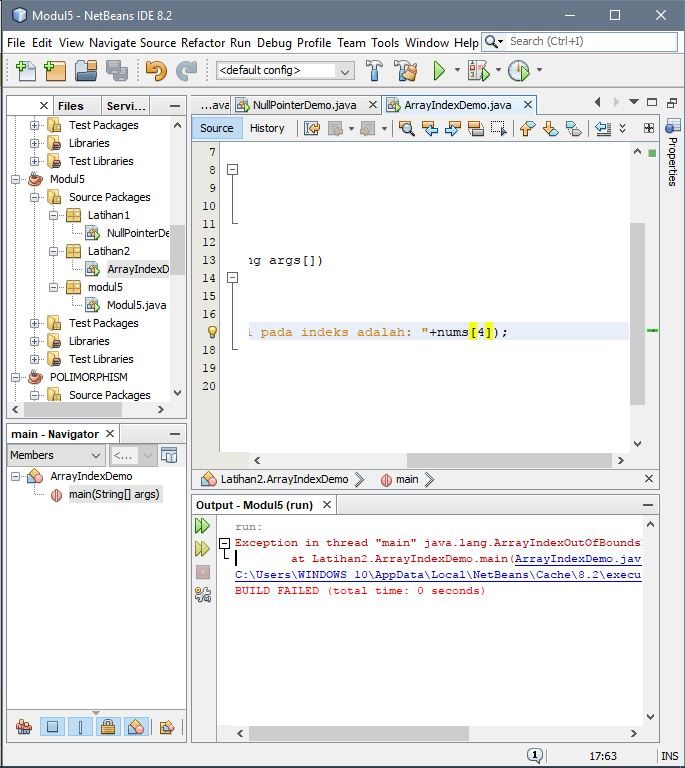 Modul5 - NetBeans IDE 8.2
File Edit View Navigate Source Refactor Run Debug Profile Team Tools Window Help Search (Ctrl+I)
<default config>
Files Servi...
Test Packages
Libraries
Test Libraries
Modul5
Source Packages
Latihan1
NullPointerDe
Latihan2
ArrayIndexD
modul5
Modul5.java
Test Packages
Libraries
Test Libraries
POLIMORPHISM
Source Packages
main - Navigator
Members <...
ArrayIndexDemo
main(String[] args)
...ava NullPointerDemo.java ArrayIndexDemo.java
Source History
7
8
9
10
11
12
13 ng args[])
14
15
16
i pada indeks adalah: "+nums[4]);
18
19
20
Latihan2.ArrayIndexDemo main
Properties
Output - Modul5 (run)
run:
Exception in thread "main" java.lang.ArrayIndexOutOfBounds
at Latihan2.ArrayIndexDemo.main(ArrayIndexDemo.jav
C:\Users\WINDOWS 10\AppData\Local\NetBeans\Cache\8.2\execu
BUILD FAILED (total time: 0 seconds)
1 17:63 INS